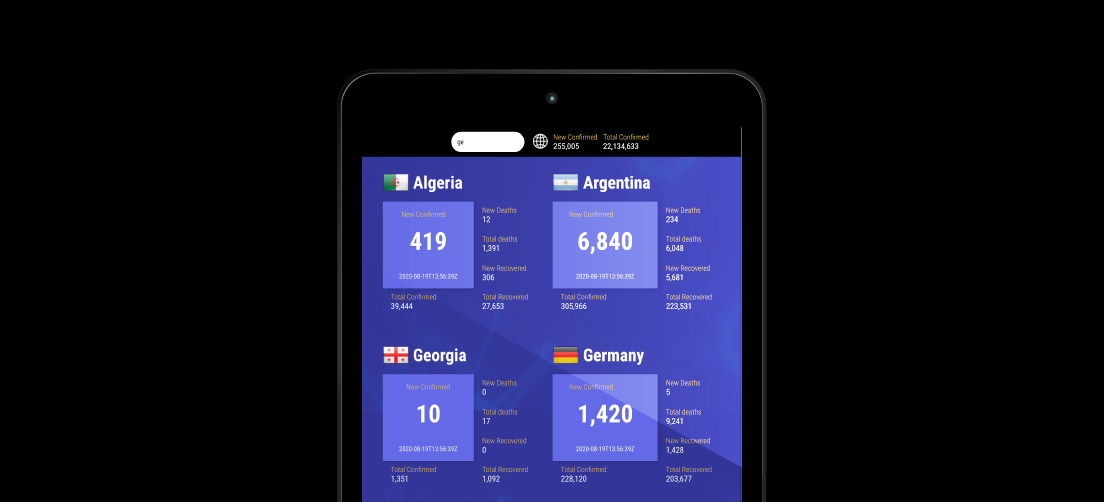 ge
New Confirmed Total Confirmed
255,005 22,134,633
Algeria
New Confirmed
419
2020-08-19T13:56:39Z
New Deaths
12
Total deaths
1,391
New Recovered
306
Total Confirmed
39,444
Total Recovered
27,653
Argentina
New Confirmed
6,840
2020-08-19T13:56:39Z
New Deaths
234
Total deaths
6,048
New Recovered
5,681
Total Confirmed
305,966
Total Recovered
223,531
Georgia
New Confirmed
10
2020-08-19T13:56:39Z
New Deaths
0
Total deaths
17
New Recovered
0
Total Confirmed
1,351
Total Recovered
1,092
Germany
New Confirmed
1,420
2020-08-19T13:56:39Z
New Deaths
5
Total deaths
9,241
New Recovered
1,428
Total Confirmed
228,120
Total Recovered
203,677